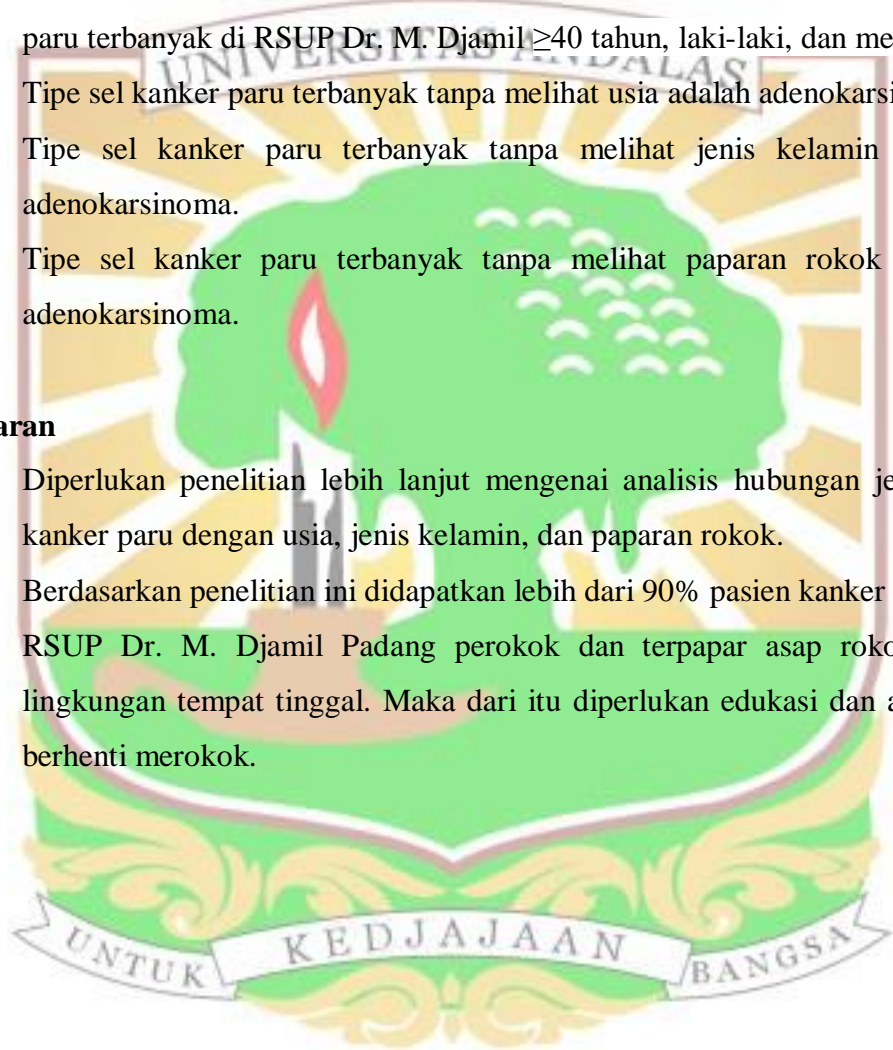 paru terbanyak di RSUP Dr. M. Djamil ≥40 tahun, laki-laki, dan me
UNIVERSITAS ANDALAS
Tipe sel kanker paru terbanyak tanpa melihat usia adalah adenokarsi
Tipe sel kanker paru terbanyak tanpa melihat jenis kelamin
adenokarsinoma.
Tipe sel kanker paru terbanyak tanpa melihat paparan rokok
adenokarsinoma.
aran
Diperlukan penelitian lebih lanjut mengenai analisis hubungan je
kanker paru dengan usia, jenis kelamin, dan paparan rokok.
Berdasarkan penelitian ini didapatkan lebih dari 90% pasien kanker
RSUP Dr. M. Djamil Padang perokok dan terpapar asap roko
lingkungan tempat tinggal. Maka dari itu diperlukan edukasi dan a
berhenti merokok.
UNTUK KEDJAJAAN BANGSA